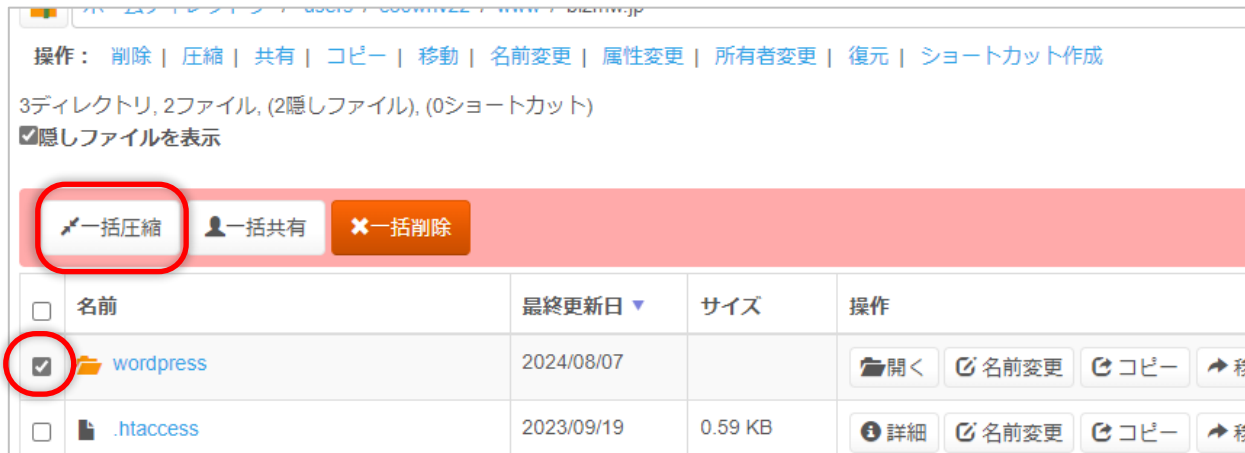 操作： 削除 | 圧縮 | 共有 | コピー | 移動 | 名前変更 | 属性変更 | 所有者変更 | 復元 | ショートカット作成
3ディレクトリ, 2ファイル, (2隠しファイル), (0ショートカット)
隠しファイルを表示
一括圧縮 一括共有 一括削除
名前 最終更新日 ▼ サイズ 操作
wordpress 2024/08/07 開く 名前変更 コピー
.htaccess 2023/09/19 0.59 KB 詳細 名前変更 コピー